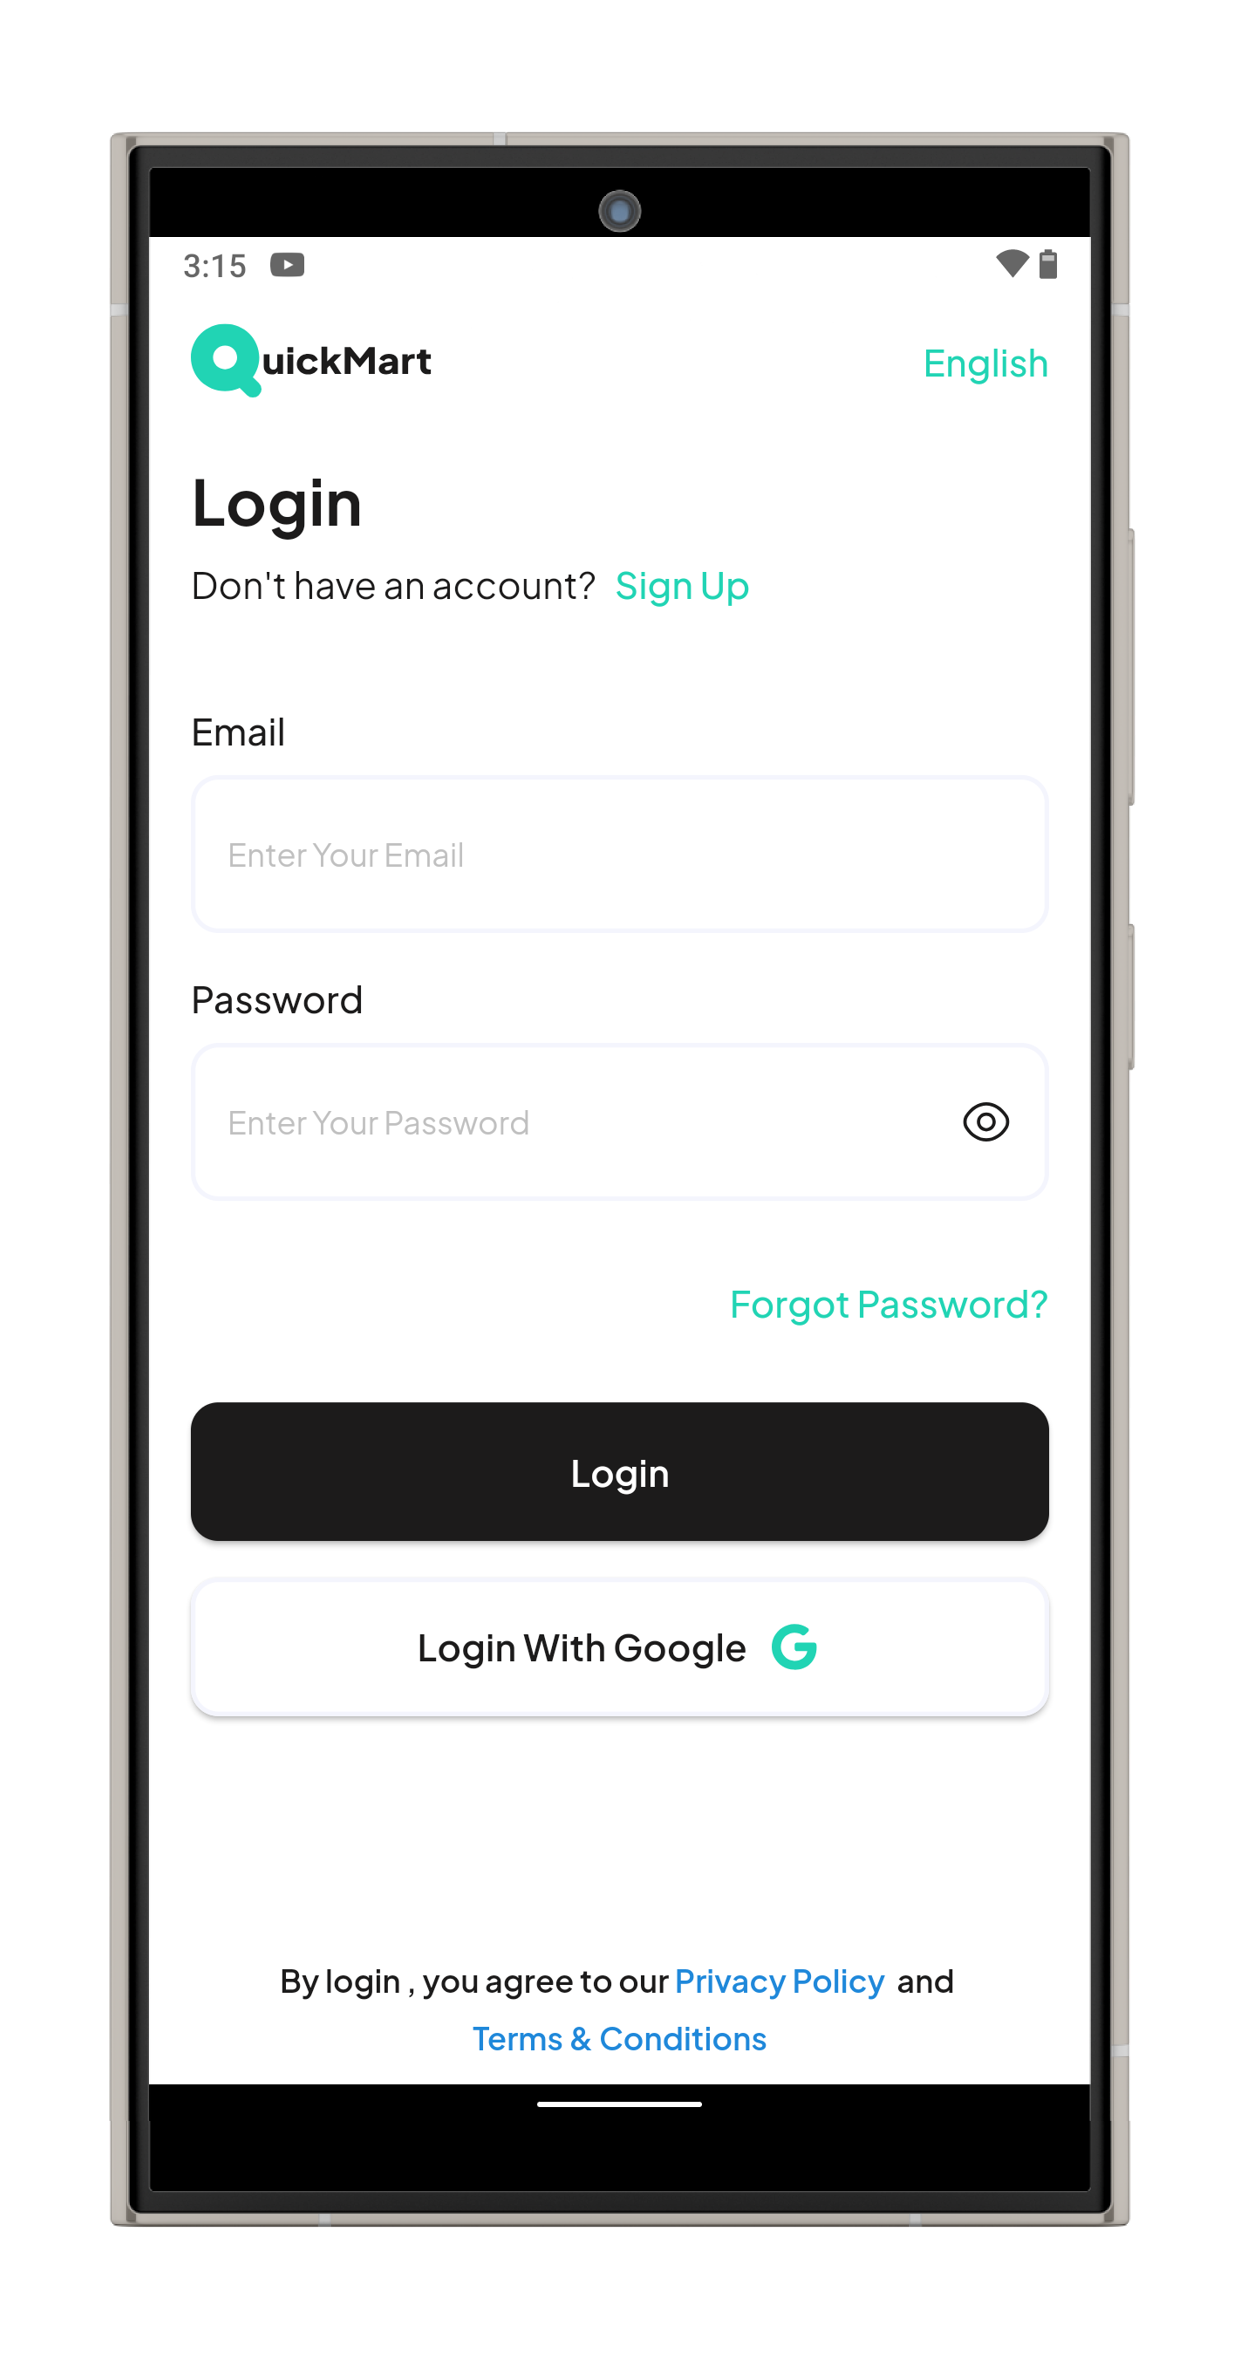 3:15
QuickMart
English
Login
Don't have an account? Sign Up
Email
Enter Your Email
Password
Enter Your Password
Forgot Password?
Login
Login With Google G
By login , you agree to our Privacy Policy and
Terms & Conditions